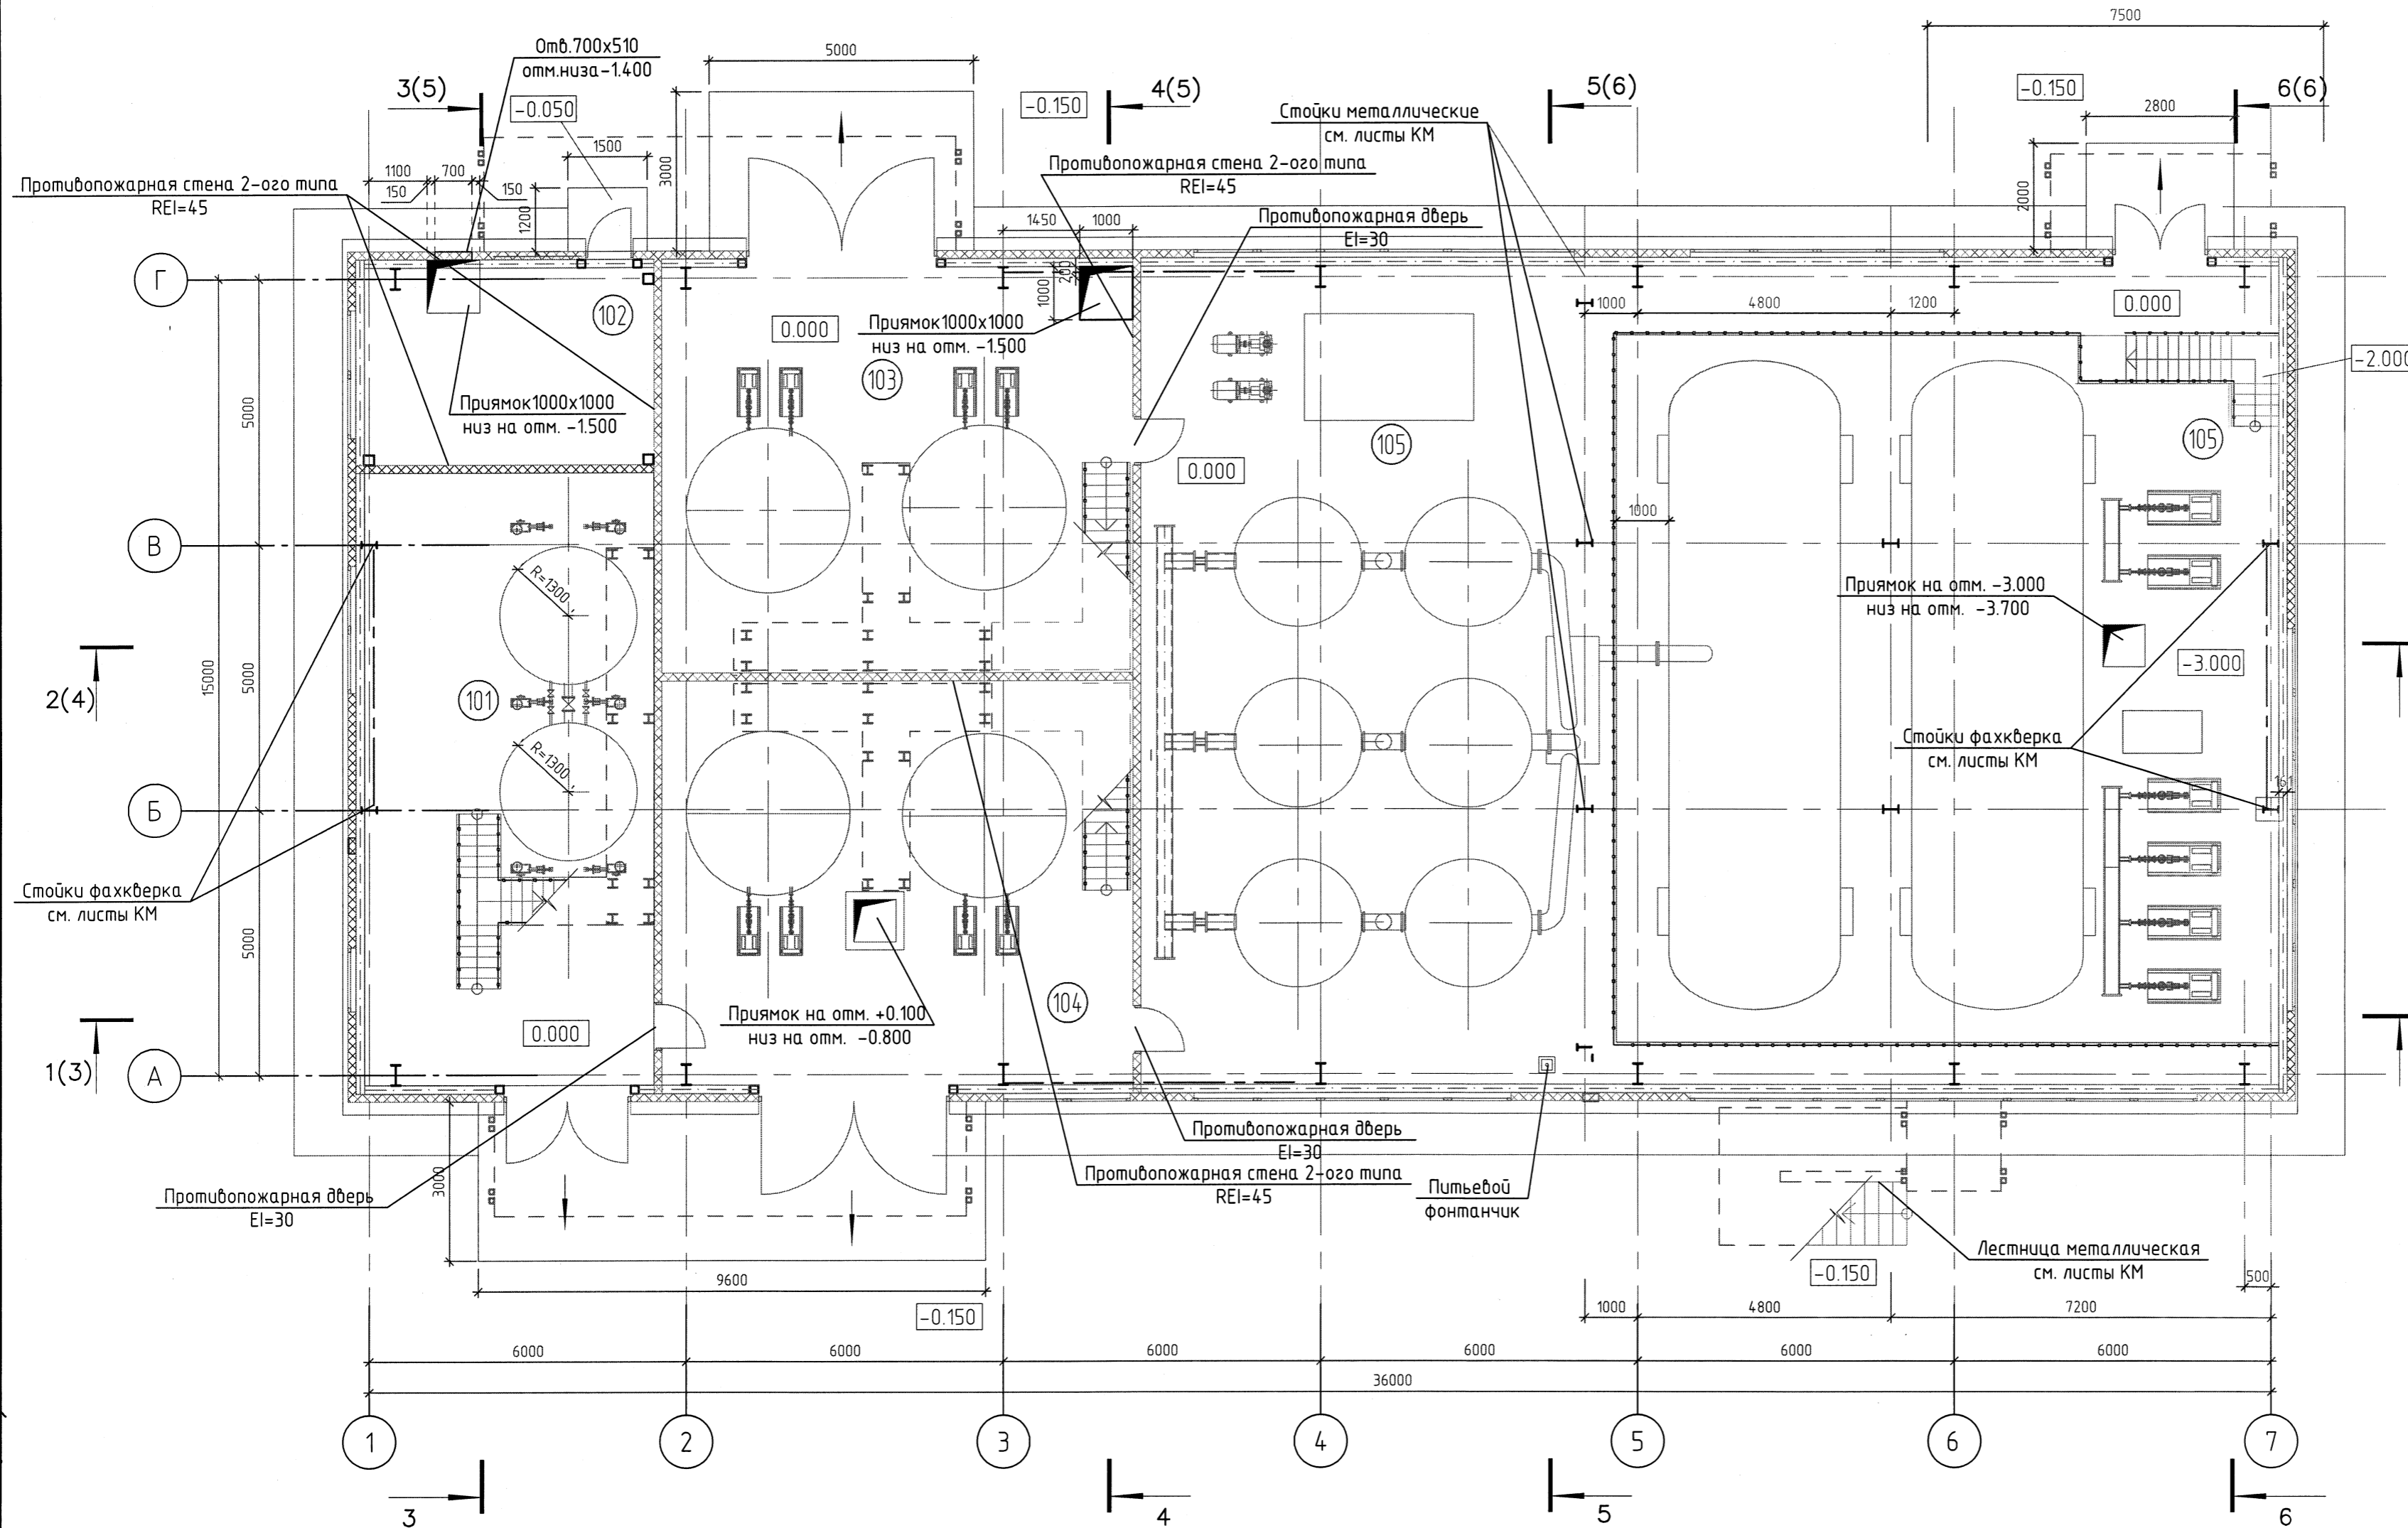 7500
Отв.700х510
отм.низа-1.400
5000
3(5)
-0.050
-0.150
4(5)
5(6)
-0.150
6(6)
2800
Стойки металлические
см. листы КМ
1500
3000
Противопожарная стена 2-ого типа
REI=45
1100
700
150
150
Противопожарная стена 2-ого типа
REI=45
1200
2000
1450
1000
Противопожарная дверь
EI=30
Г
102
0.000
200
1000
1000
4800
1200
0.000
Приямок1000х1000
низ на отм. -1.500
103
-2.000
Приямок1000х1000
низ на отм. -1.500
5000
105
105
0.000
1000
В
R=1300
Приямок на отм. -3.000
низ на отм. -3.700
-3.000
15000
5000
2(4)
101
R=1300
Стойки фахкверка
см. листы КМ
161
Б
Стойки фахкверка
см. листы КМ
5000
104
Приямок на отм. +0.100
низ на отм. -0.800
0.000
1(3)
А
Противопожарная дверь
EI=30
Противопожарная стена 2-ого типа
REI=45
Питьевой
фонтанчик
Противопожарная дверь
EI=30
3000
Лестница металлическая
см. листы КМ
-0.150
500
9600
-0.150
1000
4800
7200
6000
6000
6000
6000
6000
6000
36000
1
2
3
4
5
6
7
3
4
5
6